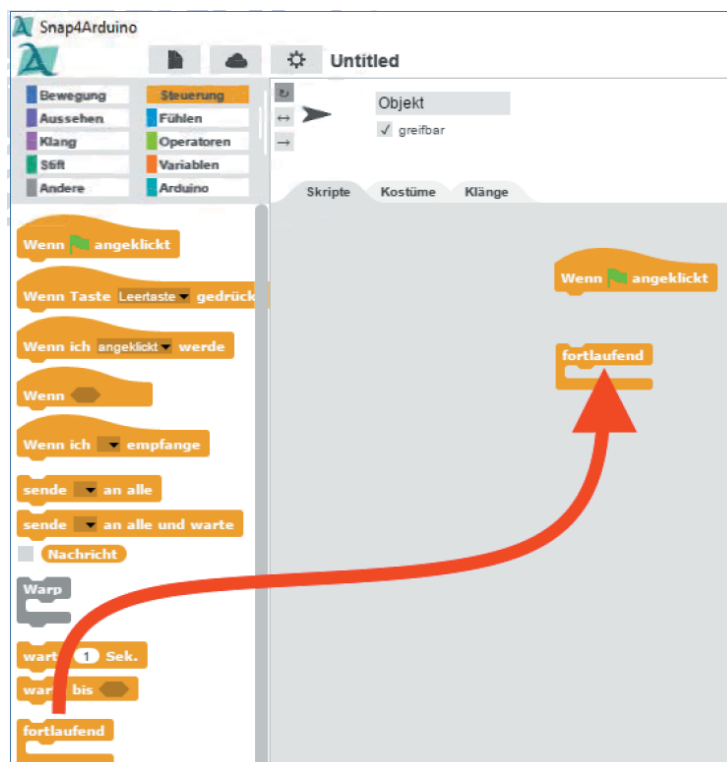 Snap4Arduino
Untitled
Bewegung Steuerung
Aussehen Fühlen
Klang Operatoren
Stift Variablen
Andere Arduino
Objekt
greifbar
Skripte Kostüme Klänge
Wenn angeklickt
Wenn Taste Leertaste gedrück
Wenn ich angeklickt werde
Wenn
Wenn ich empfange
sende an alle
sende an alle und warte
Nachricht
Warp
warte 1 Sek.
warte bis
fortlaufend
Wenn angeklickt
fortlaufend